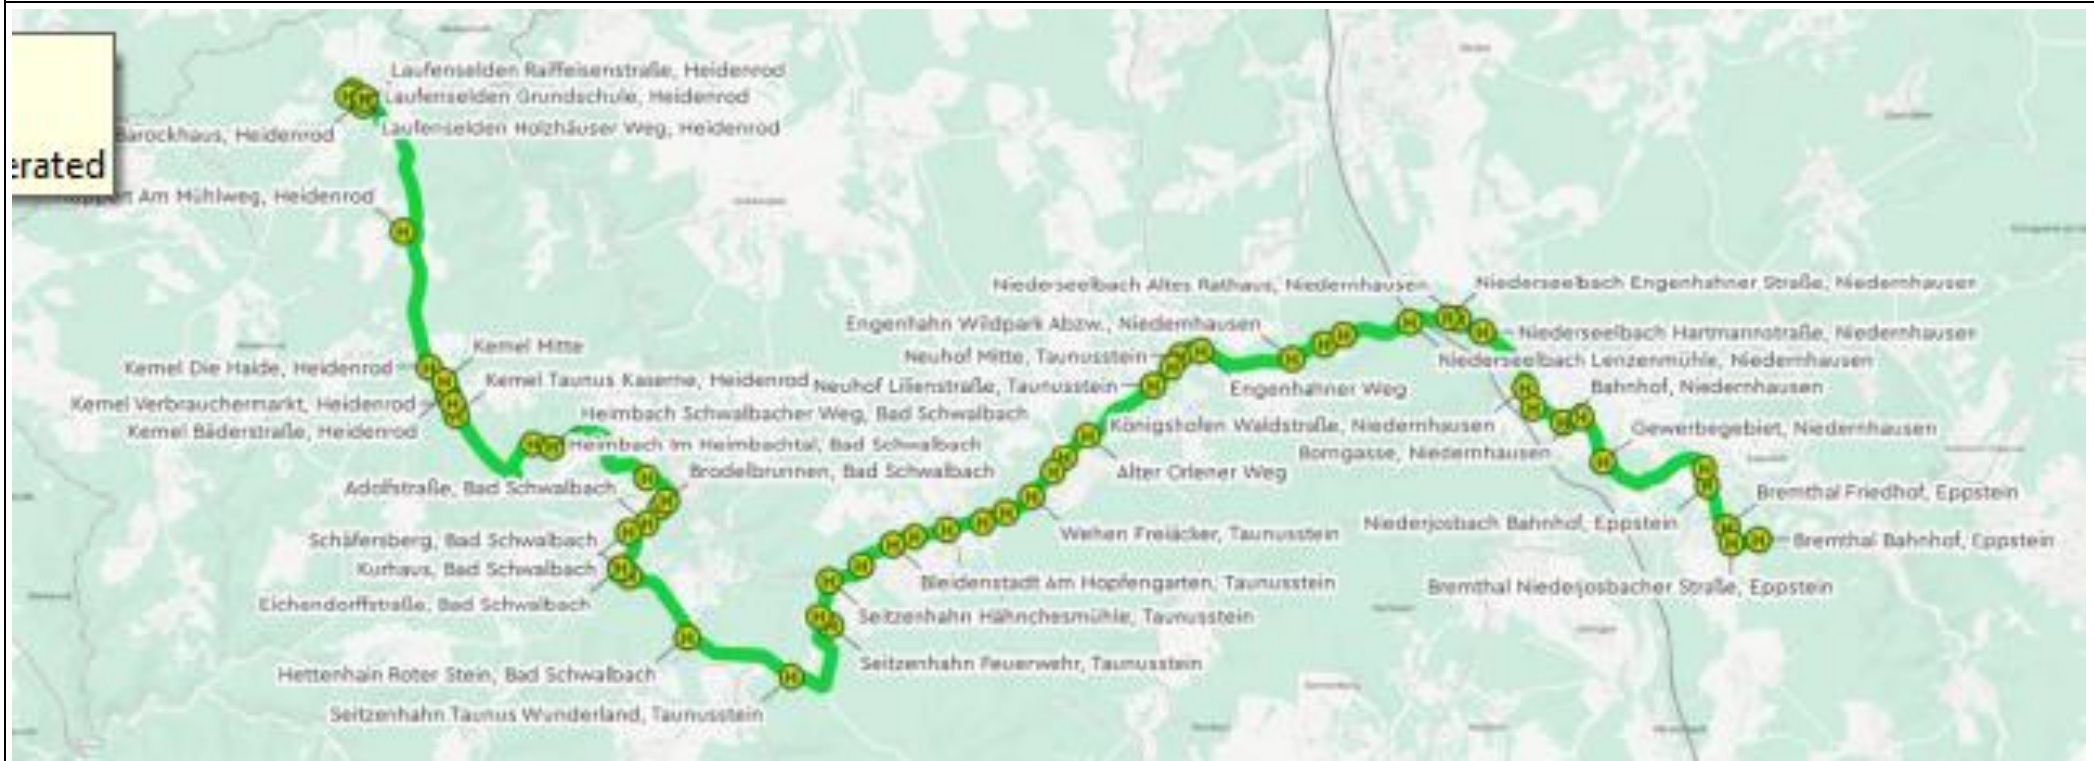 Laufenselden Raiffeisenstraße, Heidenrod
Laufenselden Grundschule, Heidenrod
Laufenselden Holzhäuser Weg, Heidenrod
Barockhaus, Heidenrod
erated
Am Mühlweg, Heidenrod
Kemel Mitte
Kemel Die Halde, Heidenrod
Kemel Taunus Kaserne, Heidenrod
Kemel Verbrauchermarkt, Heidenrod
Kemel Bäderstraße, Heidenrod
Heimbach Schwalbacher Weg, Bad Schwalbach
Heimbach Im Heimbachtal, Bad Schwalbach
Brodelbrunnen, Bad Schwalbach
Adolfstraße, Bad Schwalbach
Schäfersberg, Bad Schwalbach
Kurhaus, Bad Schwalbach
Eichendorffstraße, Bad Schwalbach
Hettenhain Roter Stein, Bad Schwalbach
Seitzenhahn Taunus Wunderland, Taunusstein
Seitzenhahn Feuerwehr, Taunusstein
Seitzenhahn Hähnchesmühle, Taunusstein
Bleidenstadt Am Hopfengarten, Taunusstein
Wehen Freiäcker, Taunusstein
Alter Orlener Weg
Neuhof Lilienstraße, Taunusstein
Neuhof Mitte, Taunusstein
Engenhahner Weg
Engenhahn Wildpark Abzw., Niedernhausen
Niederseelbach Altes Rathaus, Niedernhausen
Niederseelbach Engenhahner Straße, Niedernhausen
Niederseelbach Hartmannstraße, Niedernhausen
Niederseelbach Lenzenmühle, Niedernhausen
Bahnhof, Niedernhausen
Königshofen Waldstraße, Niedernhausen
Borngasse, Niedernhausen
Gewerbegebiet, Niedernhausen
Niederjosbach Bahnhof, Eppstein
Bremthal Friedhof, Eppstein
Bremthal Bahnhof, Eppstein
Bremthal Niederjosbacher Straße, Eppstein